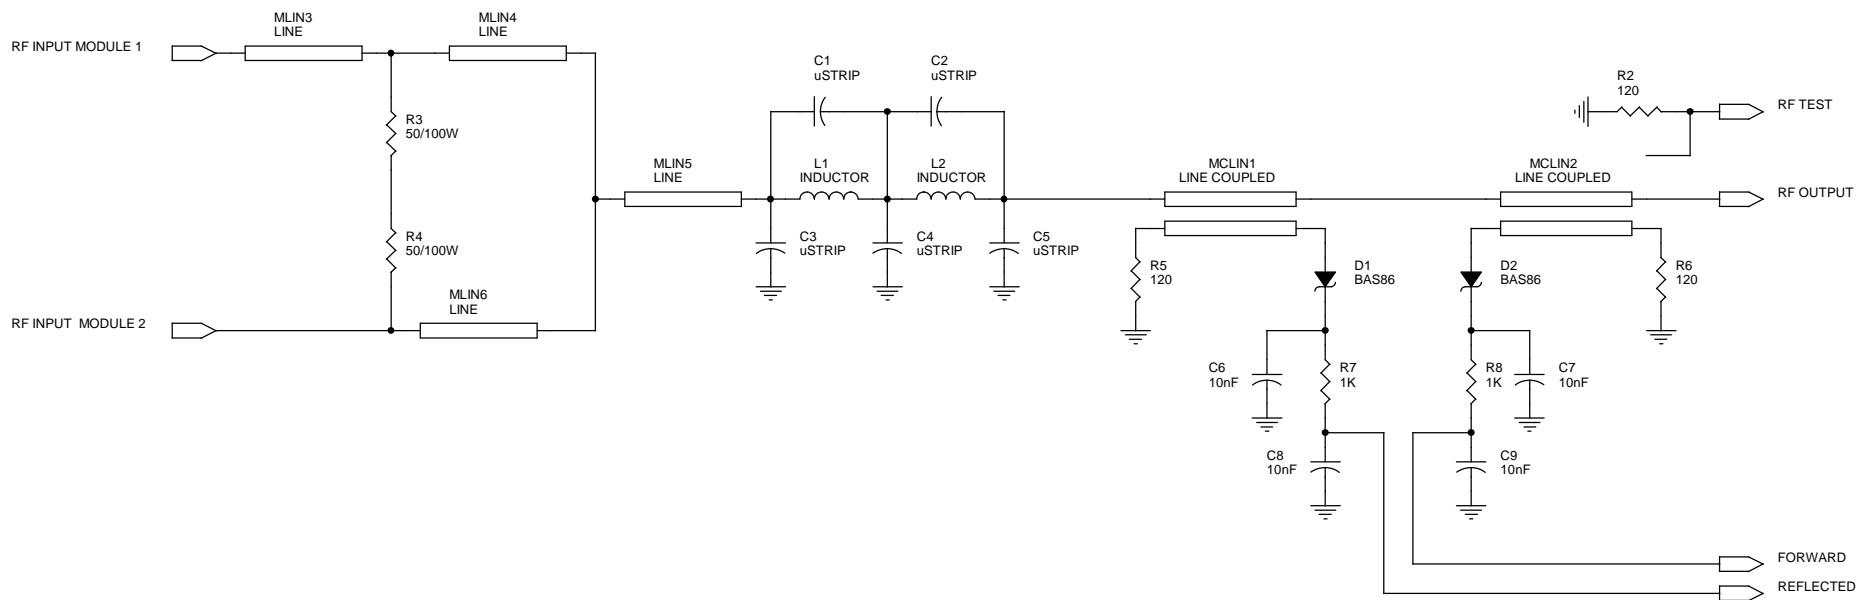 MLIN3
LINE
MLIN4
LINE
RF INPUT MODULE 1
C1
uSTRIP
C2
uSTRIP
R2
120
RF TEST
R3
50/100W
MLIN5
LINE
L1
INDUCTOR
L2
INDUCTOR
MCLIN1
LINE COUPLED
MCLIN2
LINE COUPLED
RF OUTPUT
R4
50/100W
C3
uSTRIP
C4
uSTRIP
C5
uSTRIP
R5
120
D1
BAS86
D2
BAS86
R6
120
MLIN6
LINE
RF INPUT  MODULE 2
C6
10nF
R7
1K
R8
1K
C7
10nF
C8
10nF
C9
10nF
FORWARD
REFLECTED